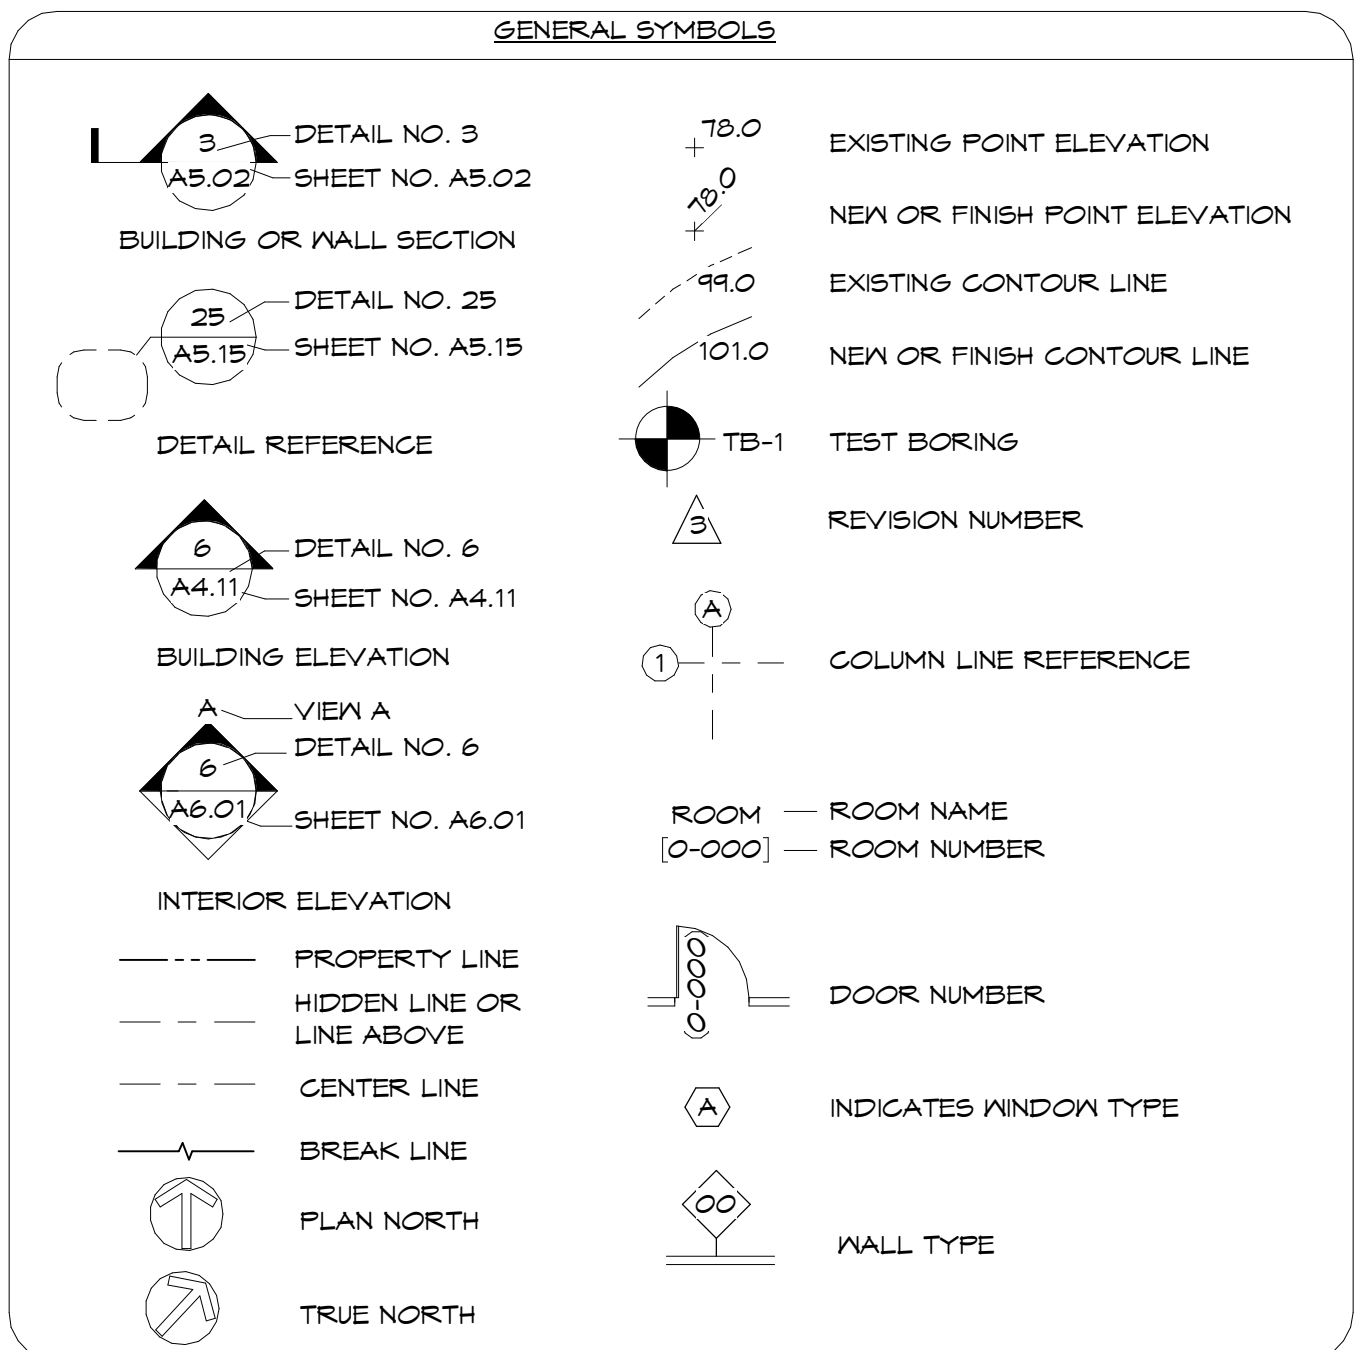 GENERAL SYMBOLS
3
DETAIL NO. 3
A5.02
SHEET NO. A5.02
BUILDING OR WALL SECTION
25
DETAIL NO. 25
A5.15
SHEET NO. A5.15
DETAIL REFERENCE
6
DETAIL NO. 6
A4.11
SHEET NO. A4.11
BUILDING ELEVATION
A
VIEW A
6
DETAIL NO. 6
A6.01
SHEET NO. A6.01
INTERIOR ELEVATION
PROPERTY LINE
HIDDEN LINE OR
LINE ABOVE
CENTER LINE
BREAK LINE
PLAN NORTH
TRUE NORTH
78.0
EXISTING POINT ELEVATION
78.0
NEW OR FINISH POINT ELEVATION
99.0
EXISTING CONTOUR LINE
101.0
NEW OR FINISH CONTOUR LINE
TB-1
TEST BORING
3
REVISION NUMBER
A
1
COLUMN LINE REFERENCE
ROOM
ROOM NAME
[0-000]
ROOM NUMBER
(0-000)
DOOR NUMBER
A
INDICATES WINDOW TYPE
00
WALL TYPE